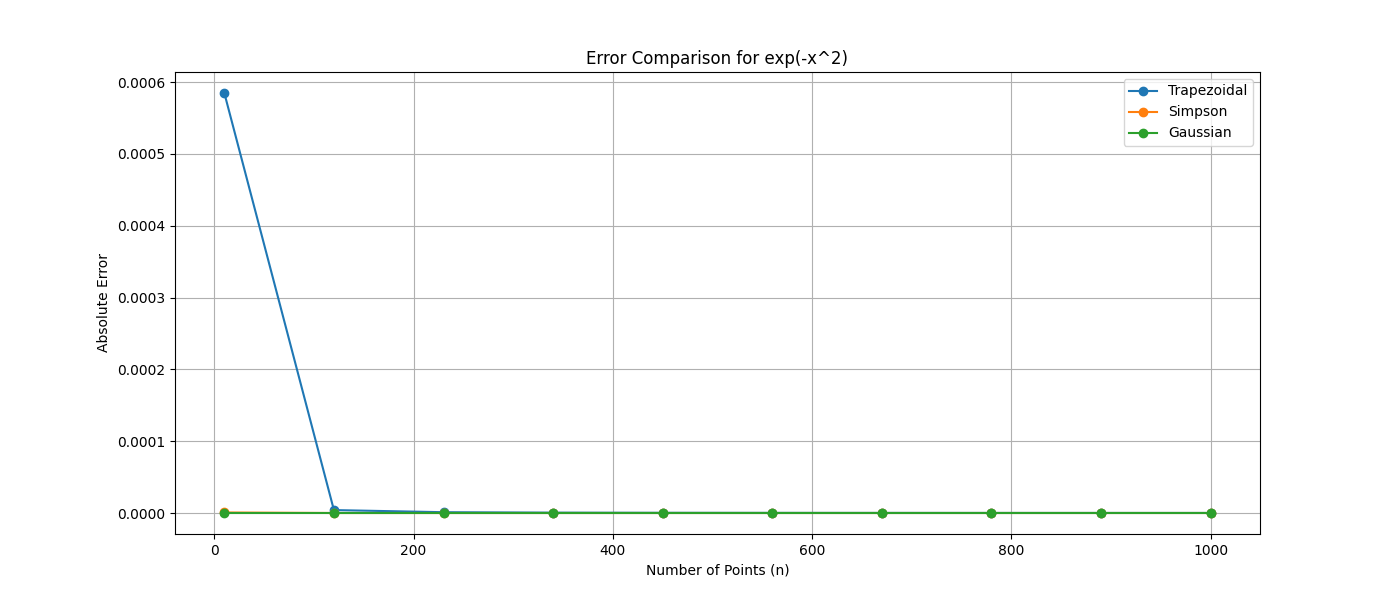 Error Comparison for exp(-x^2)
Trapezoidal
Simpson
Gaussian
Absolute Error
0.0006
0.0005
0.0004
0.0003
0.0002
0.0001
0.0000
0 200 400 600 800 1000
Number of Points (n)